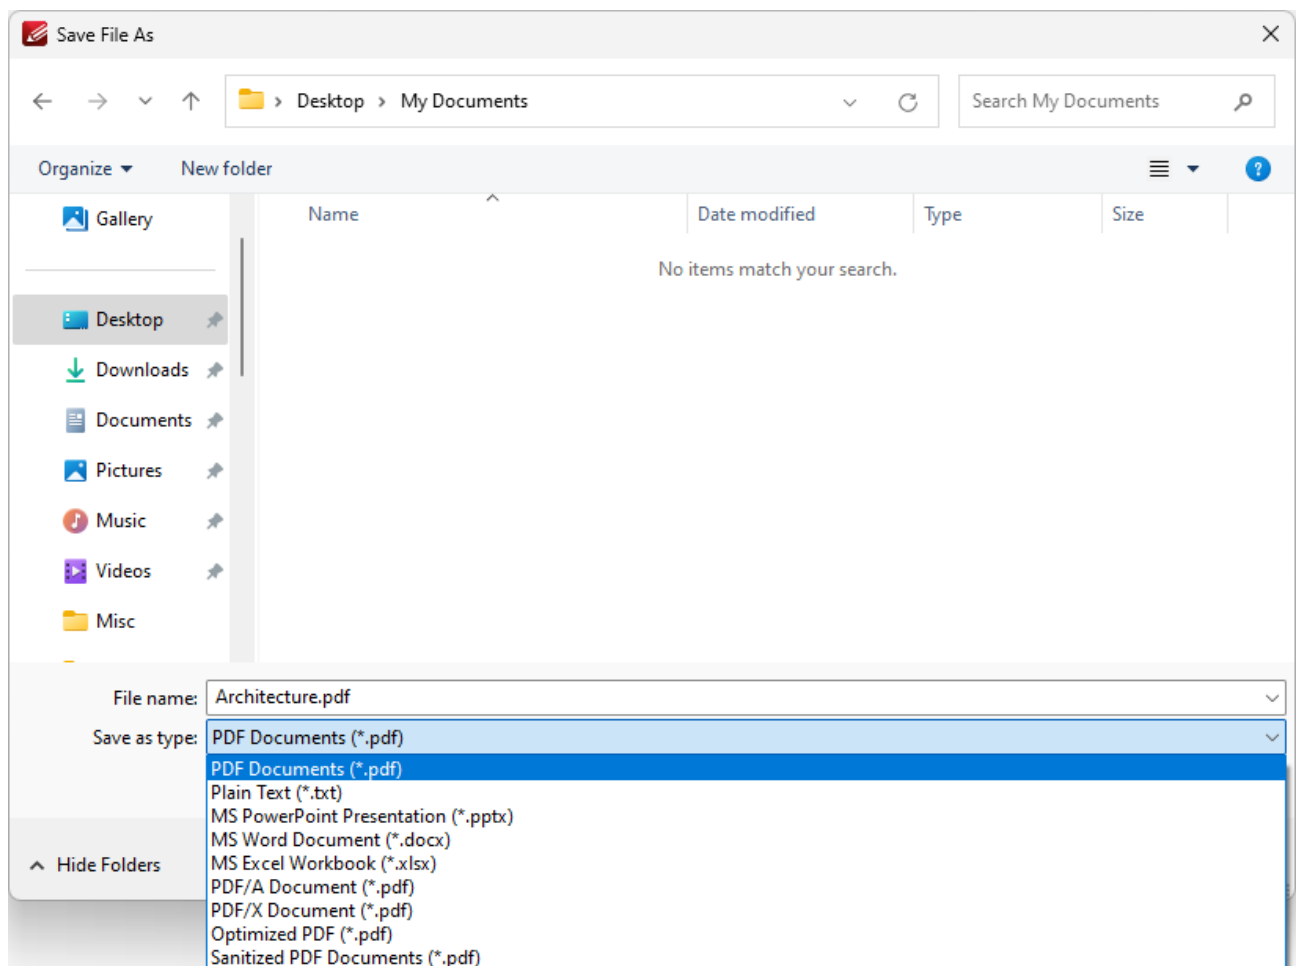 Save File As
Desktop > My Documents
Search My Documents
Organize
New folder
?
Gallery
Name
Date modified
Type
Size
No items match your search.
Desktop
Downloads
Documents
Pictures
Music
Videos
Misc
File name: Architecture.pdf
Save as type: PDF Documents (*.pdf)
PDF Documents (*.pdf)
Plain Text (*.txt)
MS PowerPoint Presentation (*.pptx)
MS Word Document (*.docx)
MS Excel Workbook (*.xlsx)
Hide Folders
PDF/A Document (*.pdf)
PDF/X Document (*.pdf)
Optimized PDF (*.pdf)
Sanitized PDF Documents (*.pdf)